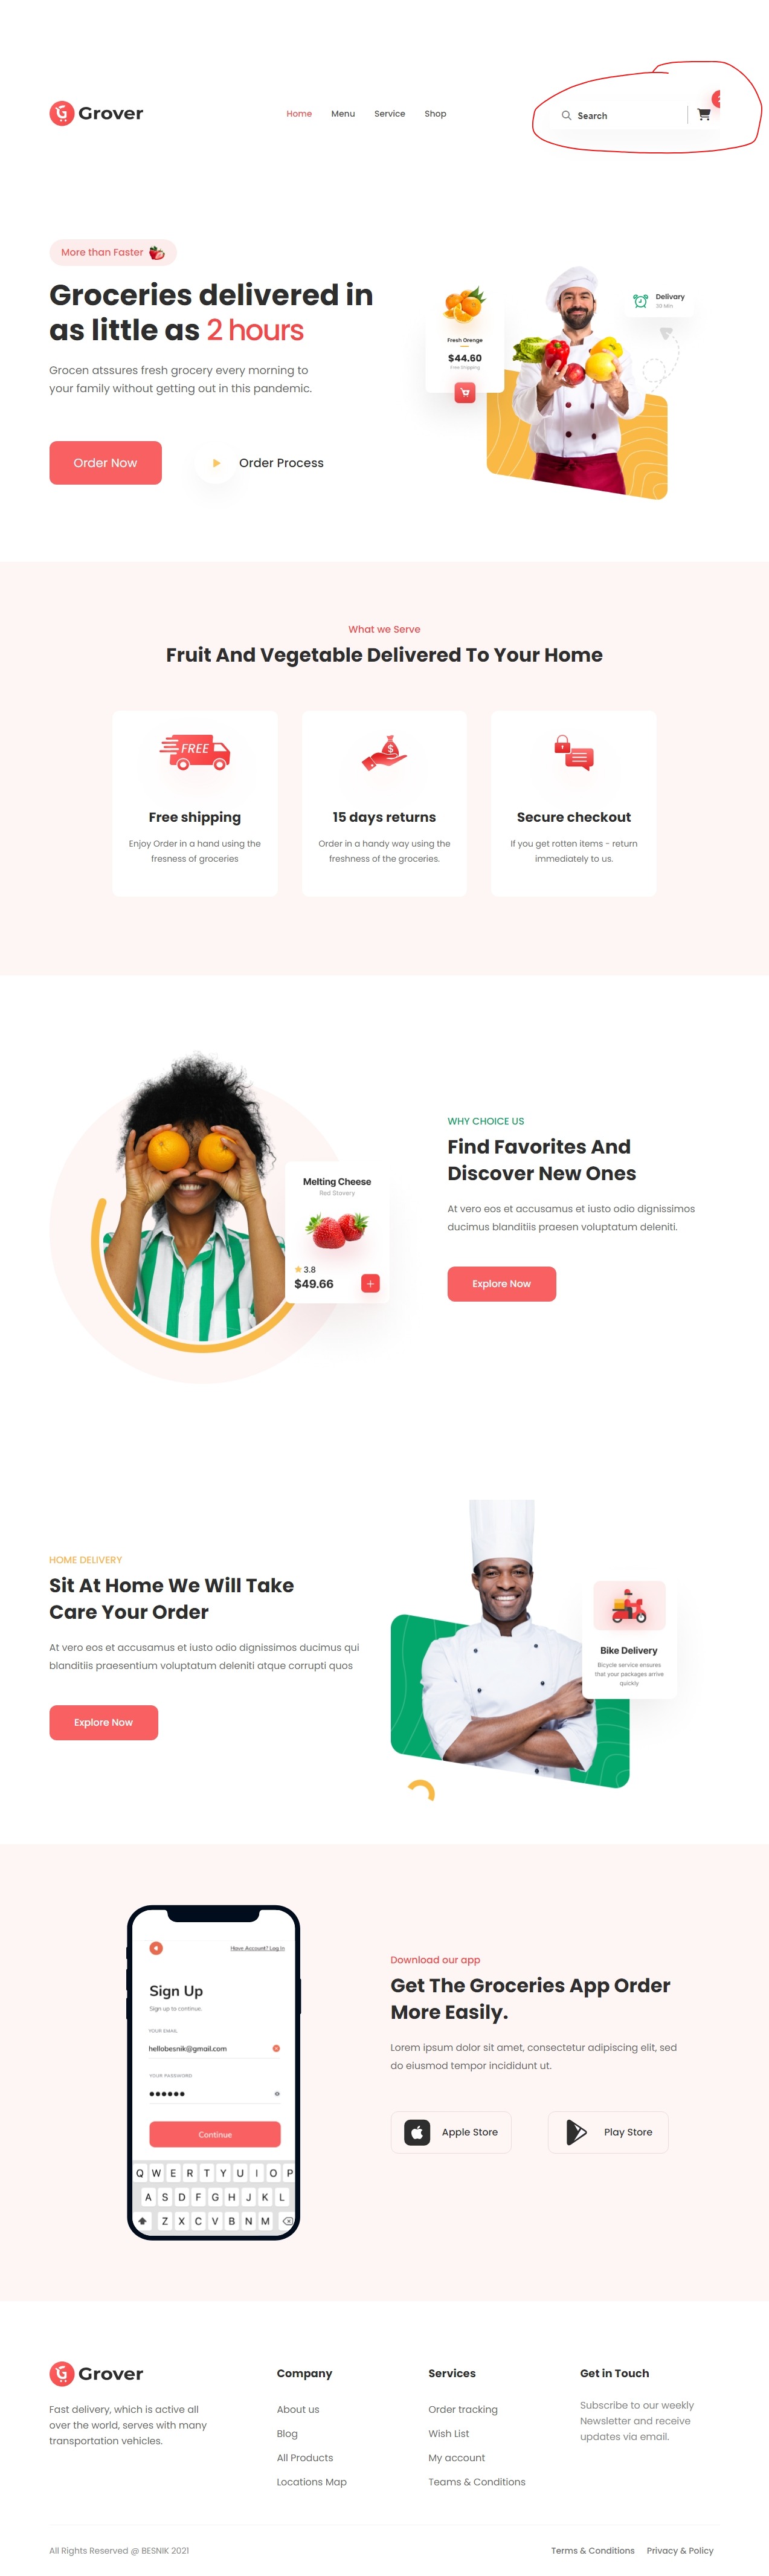 Grover
Home Menu Service Shop
Search
More than Faster
Groceries delivered in
as little as 2 hours
Grocen atssures fresh grocery every morning to
your family without getting out in this pandemic.
Order Now
Order Process
Fresh Orenge
$44.60
Free Shipping
Delivary
30 Min
What we Serve
Fruit And Vegetable Delivered To Your Home
FREE
Free shipping
Enjoy Order in a hand using the
fresness of groceries
$
15 days returns
Order in a handy way using the
freshness of the groceries.
Secure checkout
If you get rotten items - return
immediately to us.
Melting Cheese
Red Stovery
3.8
$49.66
WHY CHOICE US
Find Favorites And
Discover New Ones
At vero eos et accusamus et iusto odio dignissimos
ducimus blanditiis praesen voluptatum deleniti.
Explore Now
HOME DELIVERY
Sit At Home We Will Take
Care Your Order
At vero eos et accusamus et iusto odio dignissimos ducimus qui
blanditiis praesentium voluptatum deleniti atque corrupti quos
Explore Now
Bike Delivery
Bicycle service ensures
that your packages arrive
quickly
Have Account? Log In
Sign Up
Sign up to continue.
YOUR EMAIL
hellobesnik@gmail.com
YOUR PASSWORD
Continue
Q W E R T Y U I O P
A S D F G H J K L
Z X C V B N M
Download our app
Get The Groceries App Order
More Easily.
Lorem ipsum dolor sit amet, consectetur adipiscing elit, sed
do eiusmod tempor incididunt ut.
Apple Store
Play Store
Grover
Fast delivery, which is active all
over the world, serves with many
transportation vehicles.
Company
About us
Blog
All Products
Locations Map
Services
Order tracking
Wish List
My account
Teams & Conditions
Get in Touch
Subscribe to our weekly
Newsletter and receive
updates via email.
All Rights Reserved @ BESNIK 2021
Terms & Conditions Privacy & Policy